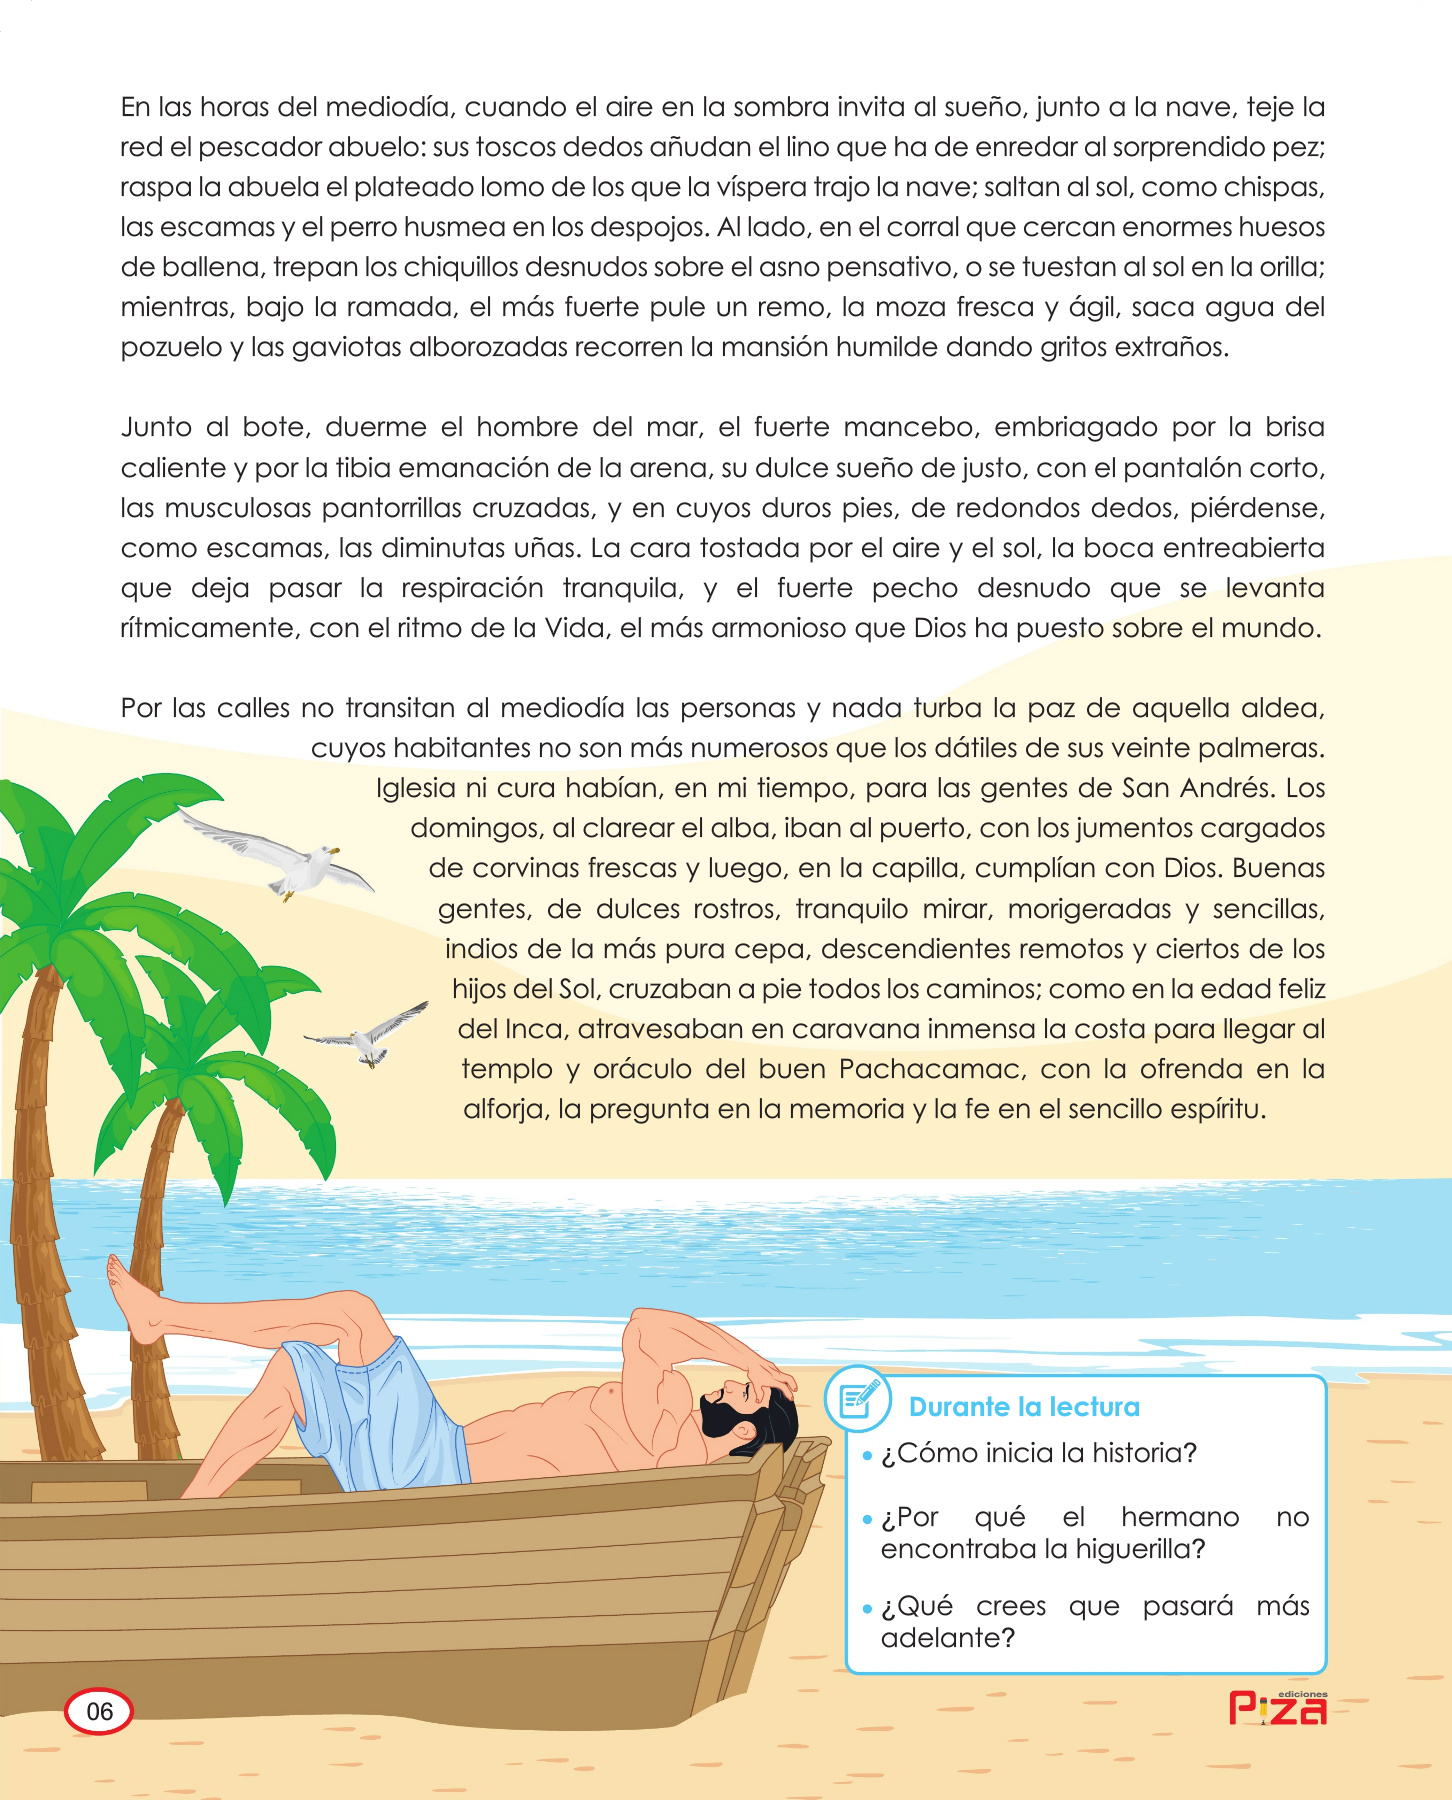 En las horas del mediodía, cuando el aire en la sombra invita al sueño, junto a la nave, teje la
red el pescador abuelo: sus toscos dedos añudan el lino que ha de enredar al sorprendido pez;
raspa la abuela el plateado lomo de los que la víspera trajo la nave; saltan al sol, como chispas,
las escamas y el perro husmea en los despojos. Al lado, en el corral que cercan enormes huesos
de ballena, trepan los chiquillos desnudos sobre el asno pensativo, o se tuestan al sol en la orilla;
mientras, bajo la ramada, el más fuerte pule un remo, la moza fresca y ágil, saca agua del
pozuelo y las gaviotas alborozadas recorren la mansión humilde dando gritos extraños.
Junto al bote, duerme el hombre del mar, el fuerte mancebo, embriagado por la brisa
caliente y por la tibia emanación de la arena, su dulce sueño de justo, con el pantalón corto,
las musculosas pantorrillas cruzadas, y en cuyos duros pies, de redondos dedos, piérdense,
como escamas, las diminutas uñas. La cara tostada por el aire y el sol, la boca entreabierta
que deja pasar la respiración tranquila, y el fuerte pecho desnudo que se levanta
rítmicamente, con el ritmo de la Vida, el más armonioso que Dios ha puesto sobre el mundo.
Por las calles no transitan al mediodía las personas y nada turba la paz de aquella aldea,
cuyos habitantes no son más numerosos que los dátiles de sus veinte palmeras.
Iglesia ni cura habían, en mi tiempo, para las gentes de San Andrés. Los
domingos, al clarear el alba, iban al puerto, con los jumentos cargados
de corvinas frescas y luego, en la capilla, cumplían con Dios. Buenas
gentes, de dulces rostros, tranquilo mirar, morigeradas y sencillas,
indios de la más pura cepa, descendientes remotos y ciertos de los
hijos del Sol, cruzaban a pie todos los caminos; como en la edad feliz
del Inca, atravesaban en caravana inmensa la costa para llegar al
templo y oráculo del buen Pachacamac, con la ofrenda en la
alforja, la pregunta en la memoria y la fe en el sencillo espíritu.
Durante la lectura
• ¿Cómo inicia la historia?
• ¿Por qué el hermano no
encontraba la higuerilla?
• ¿Qué crees que pasará más
adelante?
06
ediciones
Piza